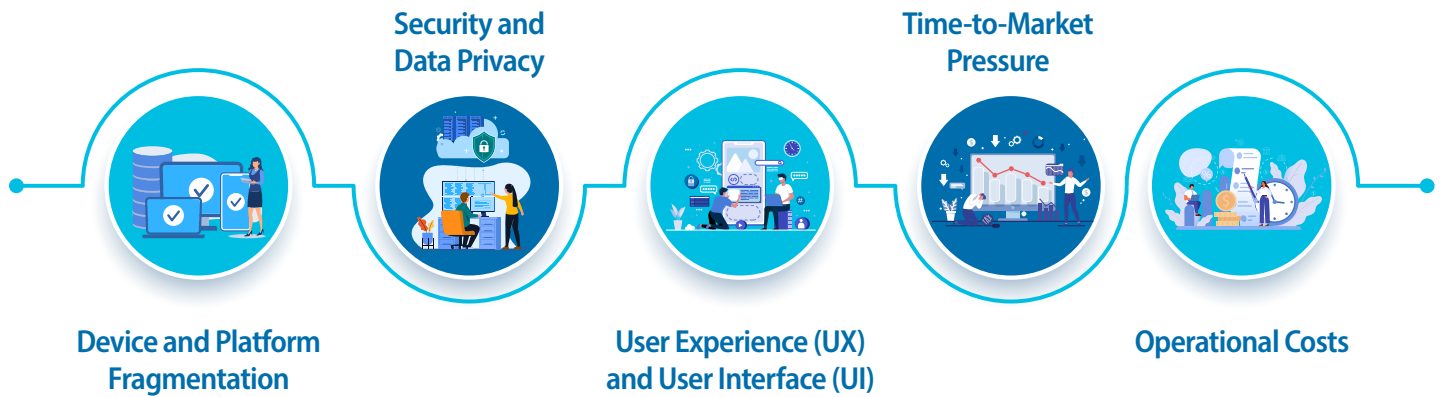 Device and Platform
Fragmentation
Security and
Data Privacy
User Experience (UX)
and User Interface (UI)
Time-to-Market
Pressure
Operational Costs